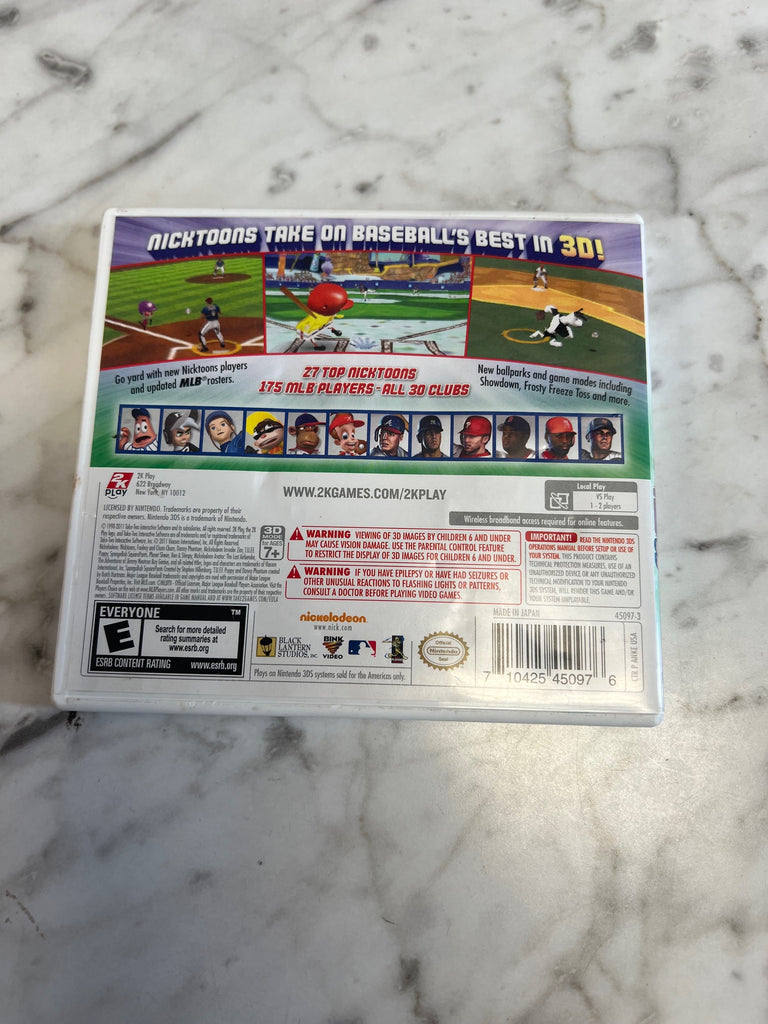 NICKTOONS TAKE ON BASEBALL'S BEST IN 3D!
Go yard with new Nicktoons players
and updated MLB® rosters.
27 TOP NICKTOONS
175 MLB PLAYERS - ALL 30 CLUBS
New ballparks and game modes including
Showdown, Frosty Freeze Toss and more.
2K
PLAY
2K Play
622 Broadway
New York, NY 10012
WWW.2KGAMES.COM/2KPLAY
Local Play
VS Play
1 - 2 players
Wireless broadband access required for online features.
LICENSED BY NINTENDO. Trademarks are property of their
respective owners. Nintendo 3DS is a trademark of Nintendo.
3D
MODE
for AGES
7+
WARNING VIEWING OF 3D IMAGES BY CHILDREN 6 AND UNDER
MAY CAUSE VISION DAMAGE. USE THE PARENTAL CONTROL FEATURE
TO RESTRICT THE DISPLAY OF 3D IMAGES FOR CHILDREN 6 AND UNDER.
WARNING IF YOU HAVE EPILEPSY OR HAVE HAD SEIZURES OR
OTHER UNUSUAL REACTIONS TO FLASHING LIGHTS OR PATTERNS,
CONSULT A DOCTOR BEFORE PLAYING VIDEO GAMES.
IMPORTANT! READ THE NINTENDO 3DS
OPERATIONS MANUAL BEFORE SETUP OR USE OF
YOUR SYSTEM. THIS PRODUCT CONTAINS
TECHNICAL PROTECTION MEASURES. USE OF AN
UNAUTHORIZED DEVICE OR ANY UNAUTHORIZED
TECHNICAL MODIFICATION TO YOUR NINTENDO
3DS SYSTEM, WILL RENDER THIS GAME AND/OR
YOUR SYSTEM UNPLAYABLE.
EVERYONE
TM
E
Search for more detailed
rating summaries at
www.esrb.org
ESRB CONTENT RATING www.esrb.org
nickelodeon
www.nick.com
BLACK
LANTERN
STUDIOS, INC
BINK
VIDEO
Official
Nintendo
Seal
Plays on Nintendo 3DS systems sold for the Americas only.
MADE IN JAPAN
45097-3
7 10425 45097 6
CTR P AHKE USA